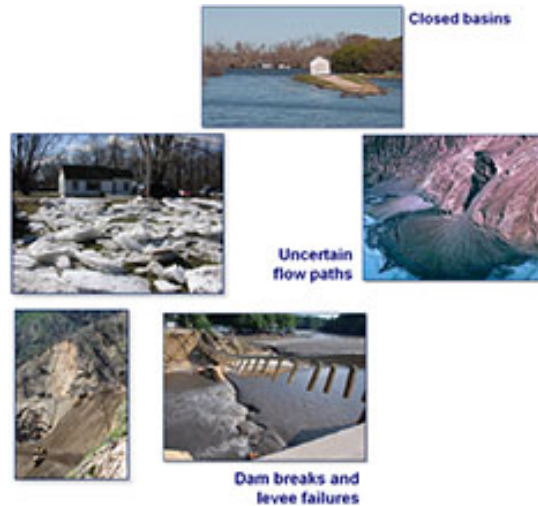 Closed basins
Uncertain
flow paths
Dam breaks and
levee failures